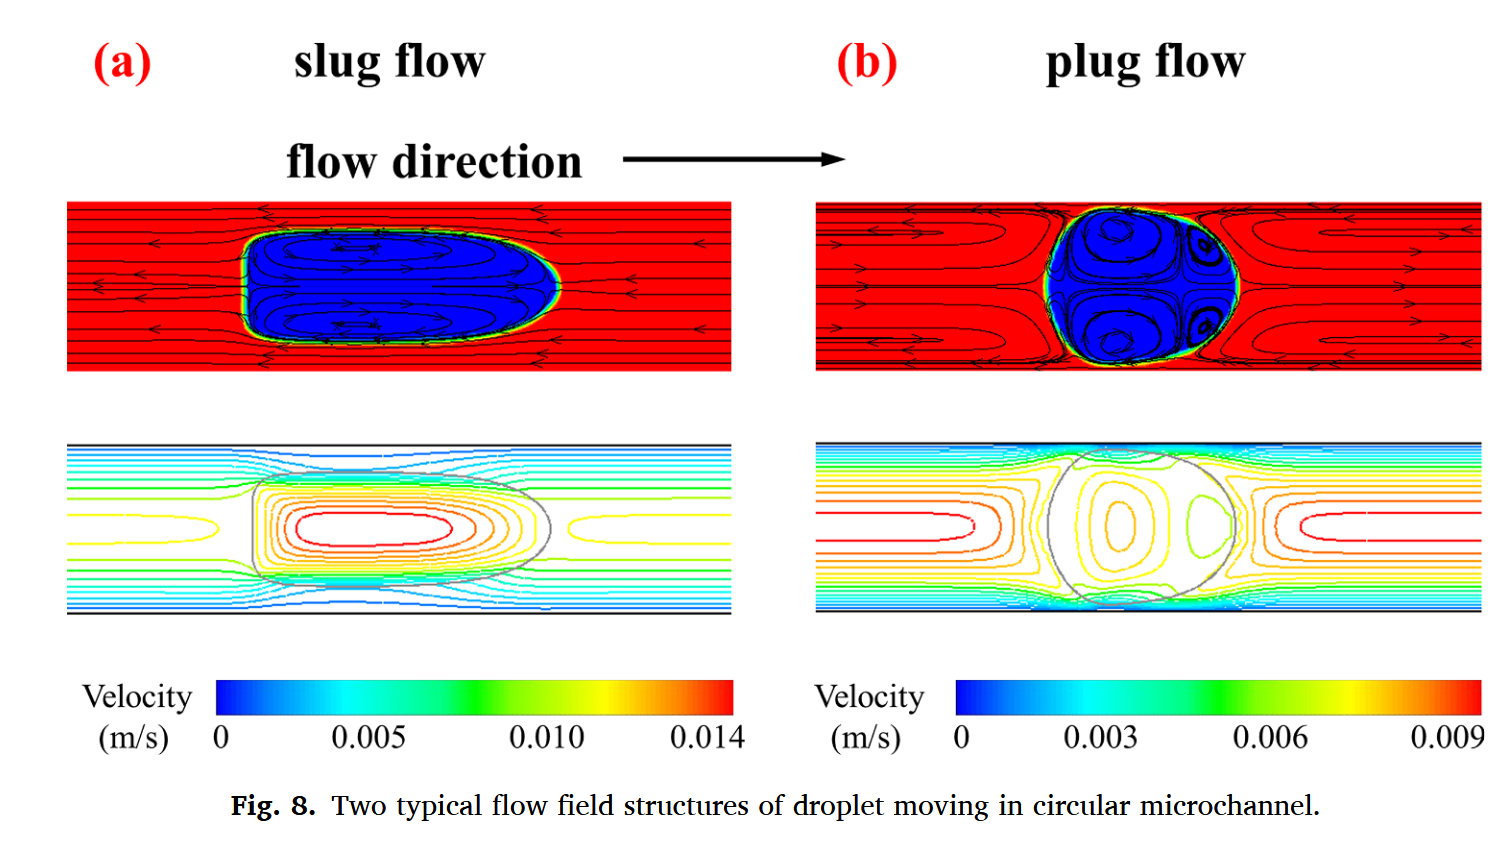 (a) slug flow (b) plug flow
flow direction
Velocity
(m/s) 0 0.005 0.010 0.014
Velocity
(m/s) 0 0.003 0.006 0.009
Fig. 8. Two typical flow field structures of droplet moving in circular microchannel.